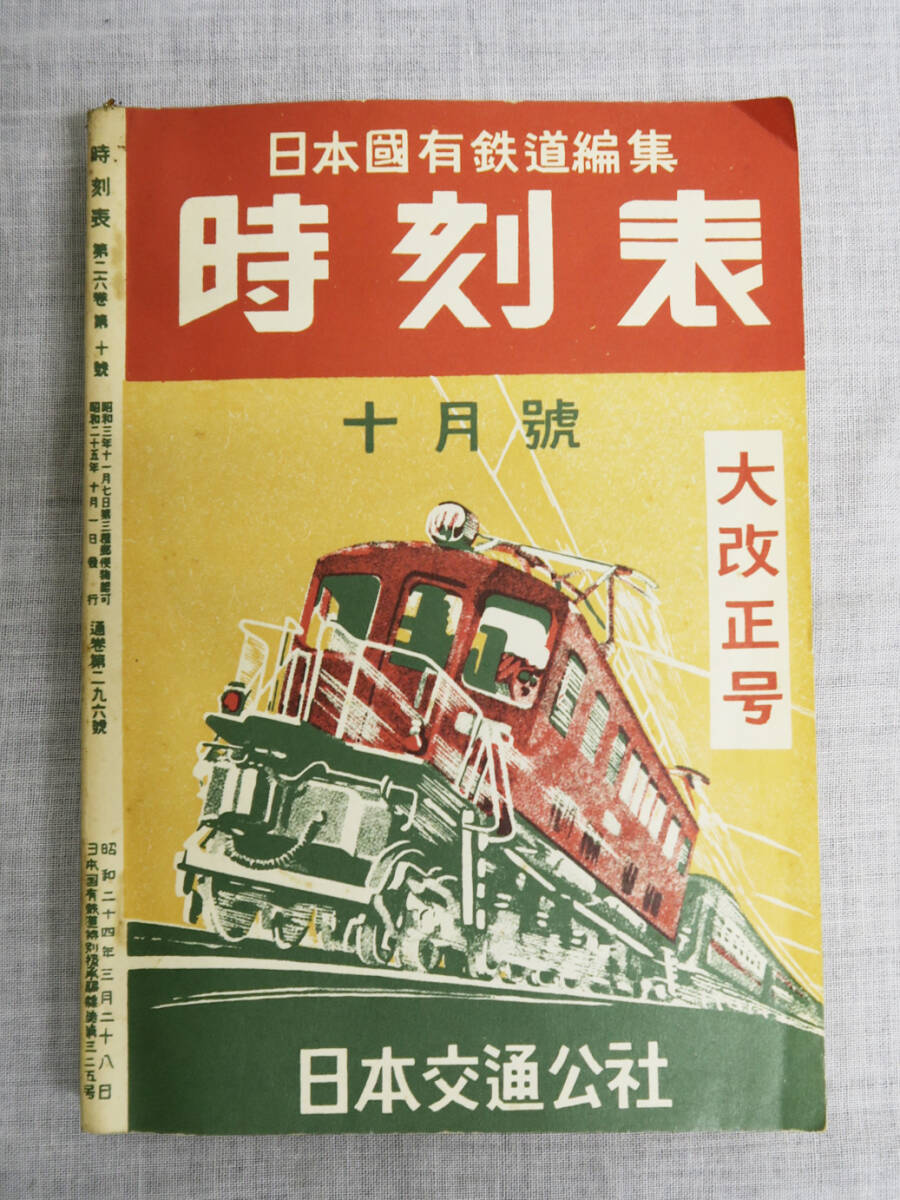 日本國有鉄道編集
時刻表
十月號
大改正号
日本交通公社
時刻表 第二六巻 第十號
昭和三年十一月七日第三種郵便物認可
昭和二十五年十月一日發行
通巻第二九六號
昭和二十四年三月二十八日
日本國有鉄道特別扱承認雑誌第三二五号